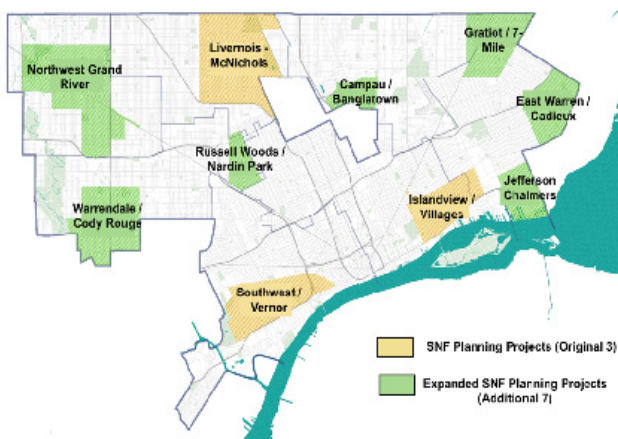 Livernois -
McNichols
Gratiot / 7-
Mile
Northwest Grand
River
Campau /
Banglatown
East Warren /
Cadieux
Russell Woods /
Nardin Park
Islandview /
Villages
Jefferson
Chalmers
Warrendale /
Cody Rouge
Southwest /
Vernor
SNF Planning Projects (Original 3)
Expanded SNF Planning Projects
(Additional 7)